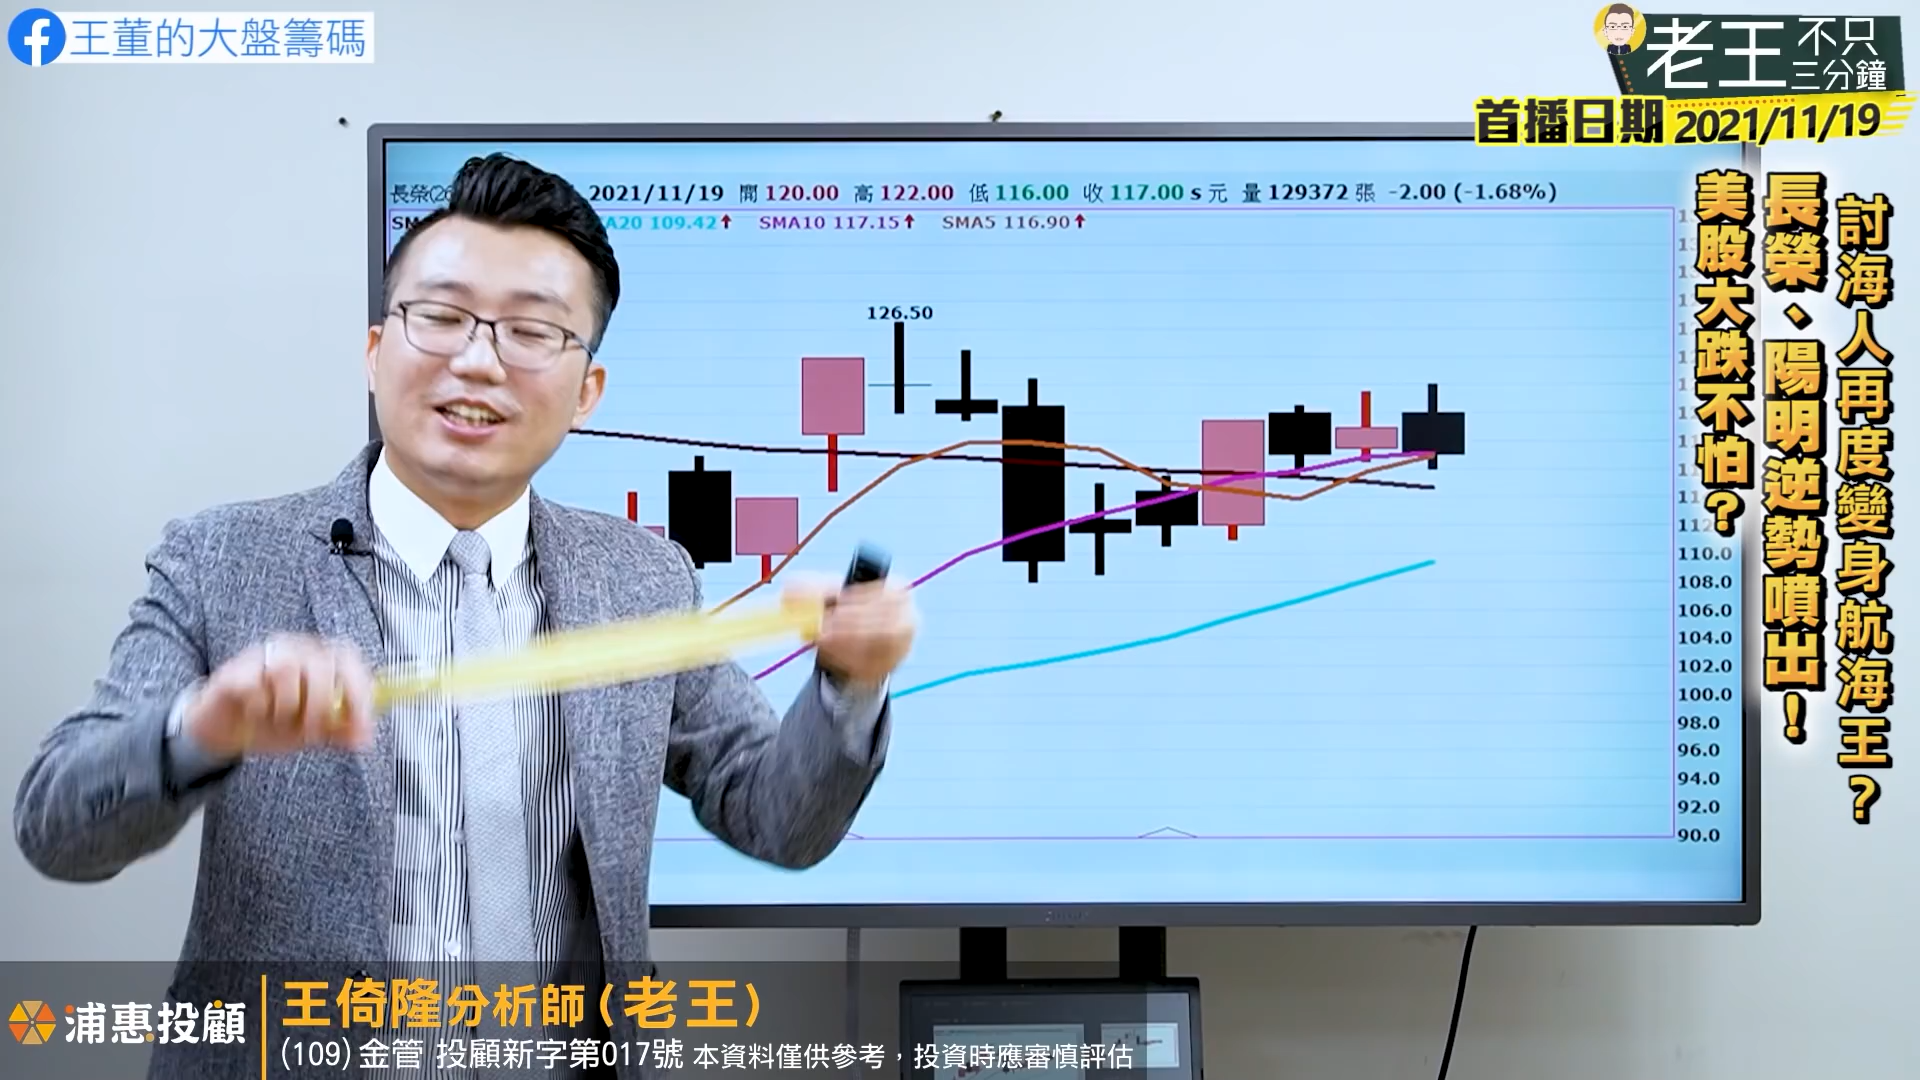 王董的大盤籌碼
老王不只三分鐘
首播日期 2021/11/19
討海人再度變身航海王？
長榮、陽明逆勢噴出！
美股大跌不怕？
長榮(26 2021/11/19 開 120.00 高 122.00 低 116.00 收 117.00 s 元 量 129372 張 -2.00 (-1.68%)
SM A20 109.42↑ SMA10 117.15↑ SMA5 116.90↑
126.50
110.0
108.0
106.0
104.0
102.0
100.0
98.0
96.0
94.0
92.0
90.0
浦惠投顧
王倚隆分析師(老王)
(109) 金管 投顧新字第017號 本資料僅供參考，投資時應審慎評估